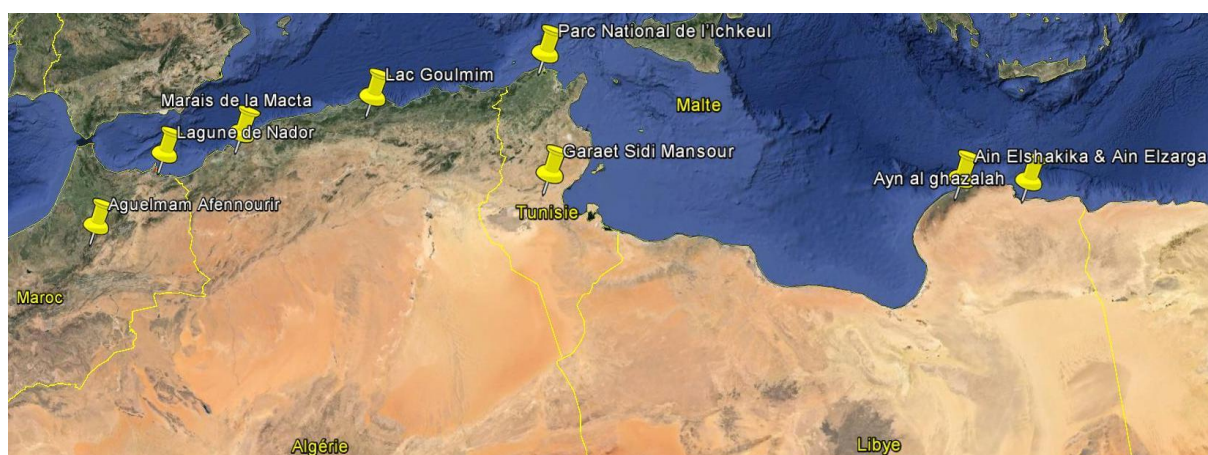 Parc National de l'Ichkeul
Lac Goulmim
Marais de la Macta
Malte
Lagune de Nador
Garaet Sidi Mansour
Ain Elshakika & Ain Elzarga
Ayn al ghazalah
Aguelmam Afennourir
Tunisie
Maroc
Algérie
Libye